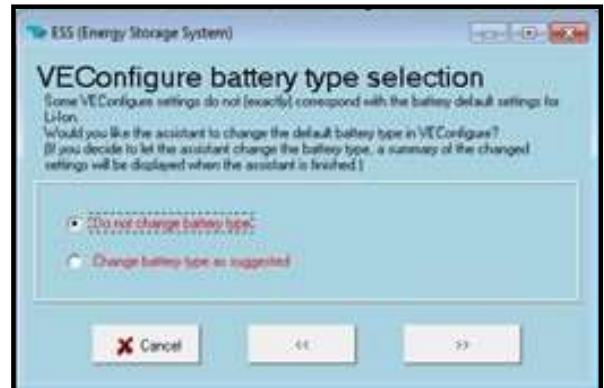 ESS (Energy Storage System)
VEConfigure battery type selection
Some VEConfigure settings do not (exactly) correspond with the battery default settings for
Li-Ion.
Would you like the assistant to change the default battery type in VEConfigure?
(If you decide to let the assistant change the battery type, a summary of the changed
settings will be displayed when the assistant is finished.)
Do not change battery type
Change battery type as suggested
Cancel
<<
>>